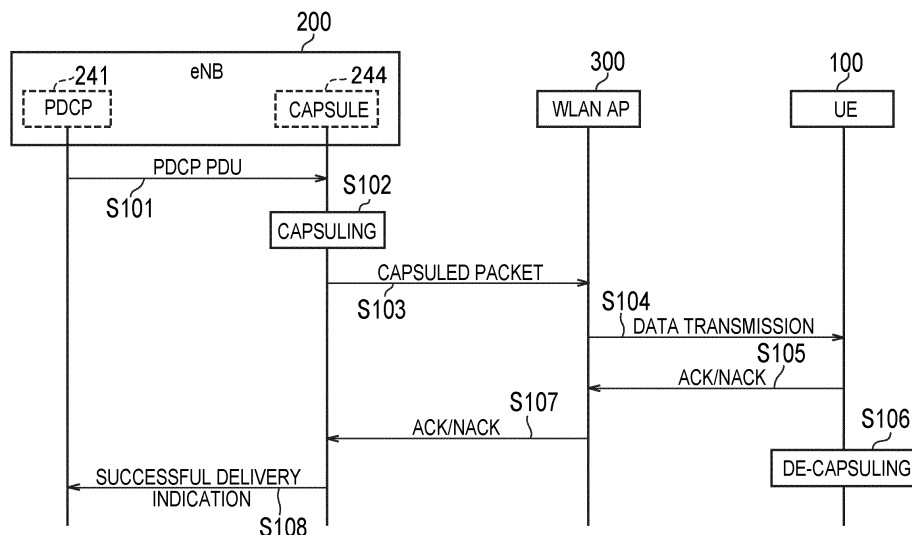 200
eNB
241
244
300
100
PDCP
CAPSULE
WLAN AP
UE
PDCP PDU
S101
S102
CAPSULING
CAPSULED PACKET
S103
S104
DATA TRANSMISSION
S105
ACK/NACK
S107
ACK/NACK
S106
DE-CAPSULING
SUCCESSFUL DELIVERY
INDICATION
S108